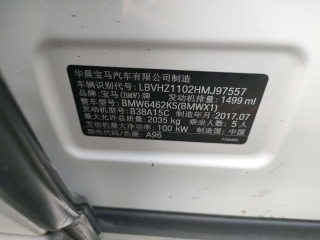 华晨宝马汽车有限公司制造
车辆识别代号: LBVHZ1102HMJ97557
品牌: 宝马(BMW)牌 发动机排量: 1499 ml
整车型号: BMW6462KS(BMWX1)
发动机型号: B38A15C 制造年月: 2017.07
最大允许总质量: 2035 kg 乘坐人数: 5 人
发动机最大净功率: 100 kW 制造国: 中国
颜色代码/色属: A96